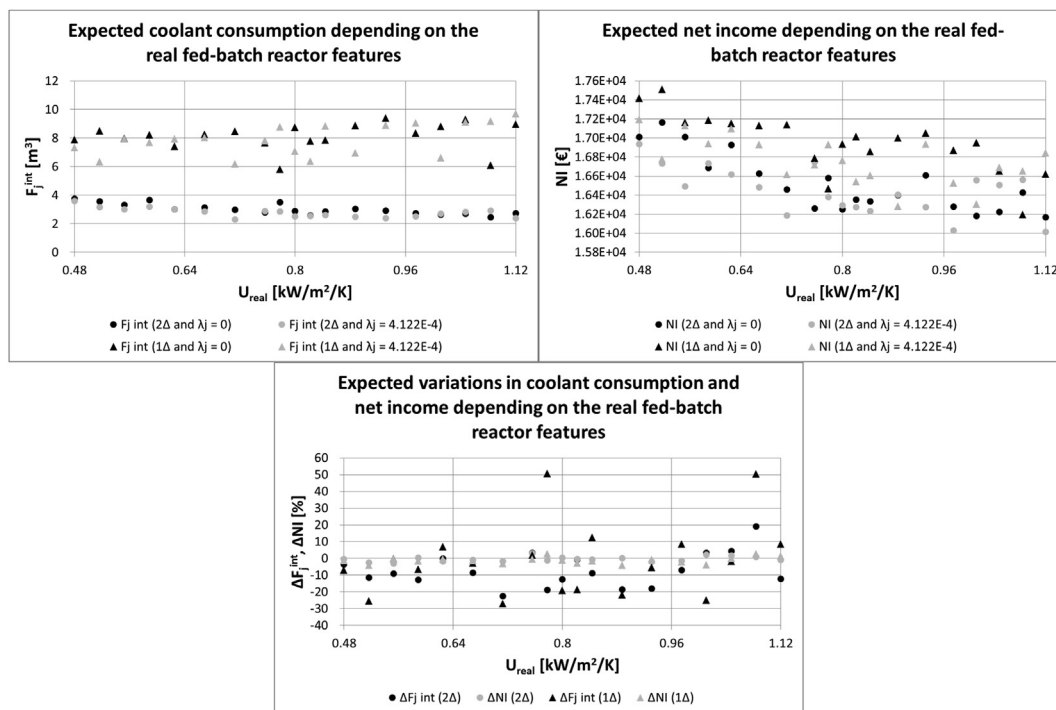 Expected coolant consumption depending on the
real fed-batch reactor features
12
10
8
6
4
2
0
Fj^int [m³]
0.48 0.64 0.8 0.96 1.12
U_real [kW/m²/K]
Fj int (2Δ and λj = 0) Fj int (2Δ and λj = 4.122E-4)
Fj int (1Δ and λj = 0) Fj int (1Δ and λj = 4.122E-4)
Expected net income depending on the real fed-
batch reactor features
1.76E+04
1.74E+04
1.72E+04
1.70E+04
1.68E+04
1.66E+04
1.64E+04
1.62E+04
1.60E+04
1.58E+04
NI [€]
0.48 0.64 0.8 0.96 1.12
U_real [kW/m²/K]
NI (2Δ and λj = 0) NI (2Δ and λj = 4.122E-4)
NI (1Δ and λj = 0) NI (1Δ and λj = 4.122E-4)
Expected variations in coolant consumption and
net income depending on the real fed-batch
reactor features
60
50
40
30
20
10
0
-10
-20
-30
-40
ΔFj^int, ΔNI [%]
0.48 0.64 0.8 0.96 1.12
U_real [kW/m²/K]
ΔFj int (2Δ) ΔNI (2Δ) ΔFj int (1Δ) ΔNI (1Δ)